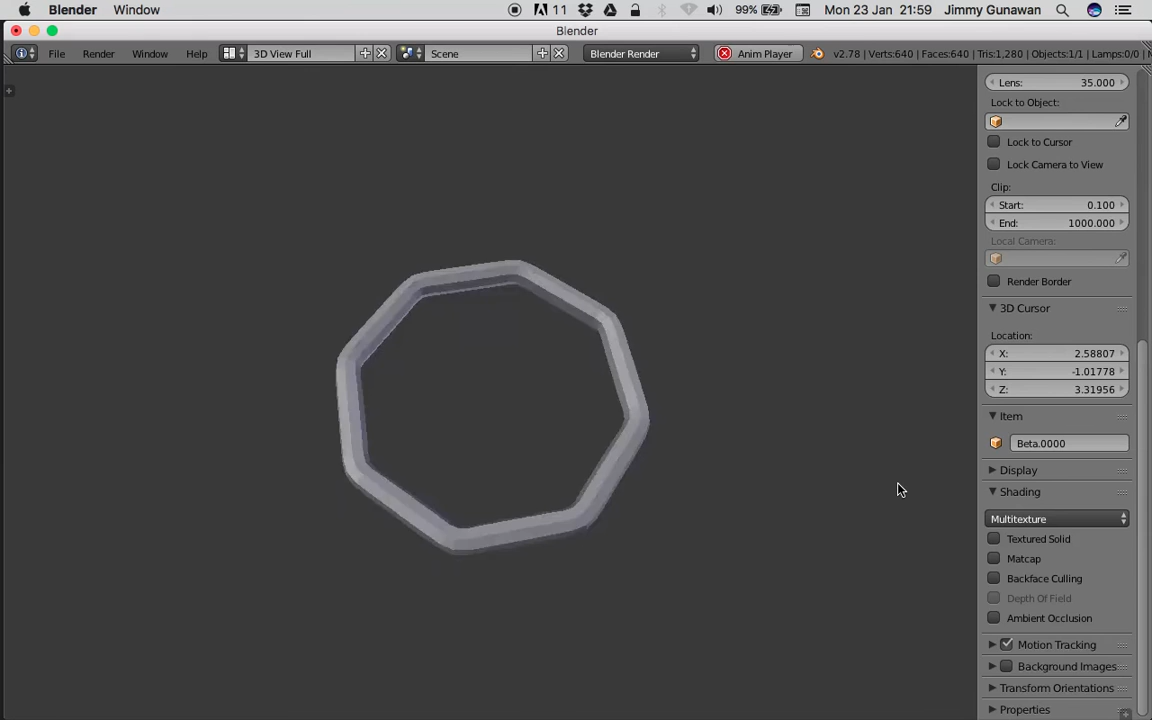 Blender Window 11 99% Mon 23 Jan 21:59 Jimmy Gunawan
Blender
File Render Window Help 3D View Full Scene Blender Render Anim Player v2.78 | Verts:640 | Faces:640 | Tris:1,280 | Objects:1/1 | Lamps:0/0 |
Lens: 35.000
Lock to Object:
Lock to Cursor
Lock Camera to View
Clip:
Start: 0.100
End: 1000.000
Local Camera:
Render Border
3D Cursor
Location:
X: 2.58807
Y: -1.01778
Z: 3.31956
Item
Beta.0000
Display
Shading
Multitexture
Textured Solid
Matcap
Backface Culling
Depth Of Field
Ambient Occlusion
Motion Tracking
Background Images
Transform Orientations
Properties